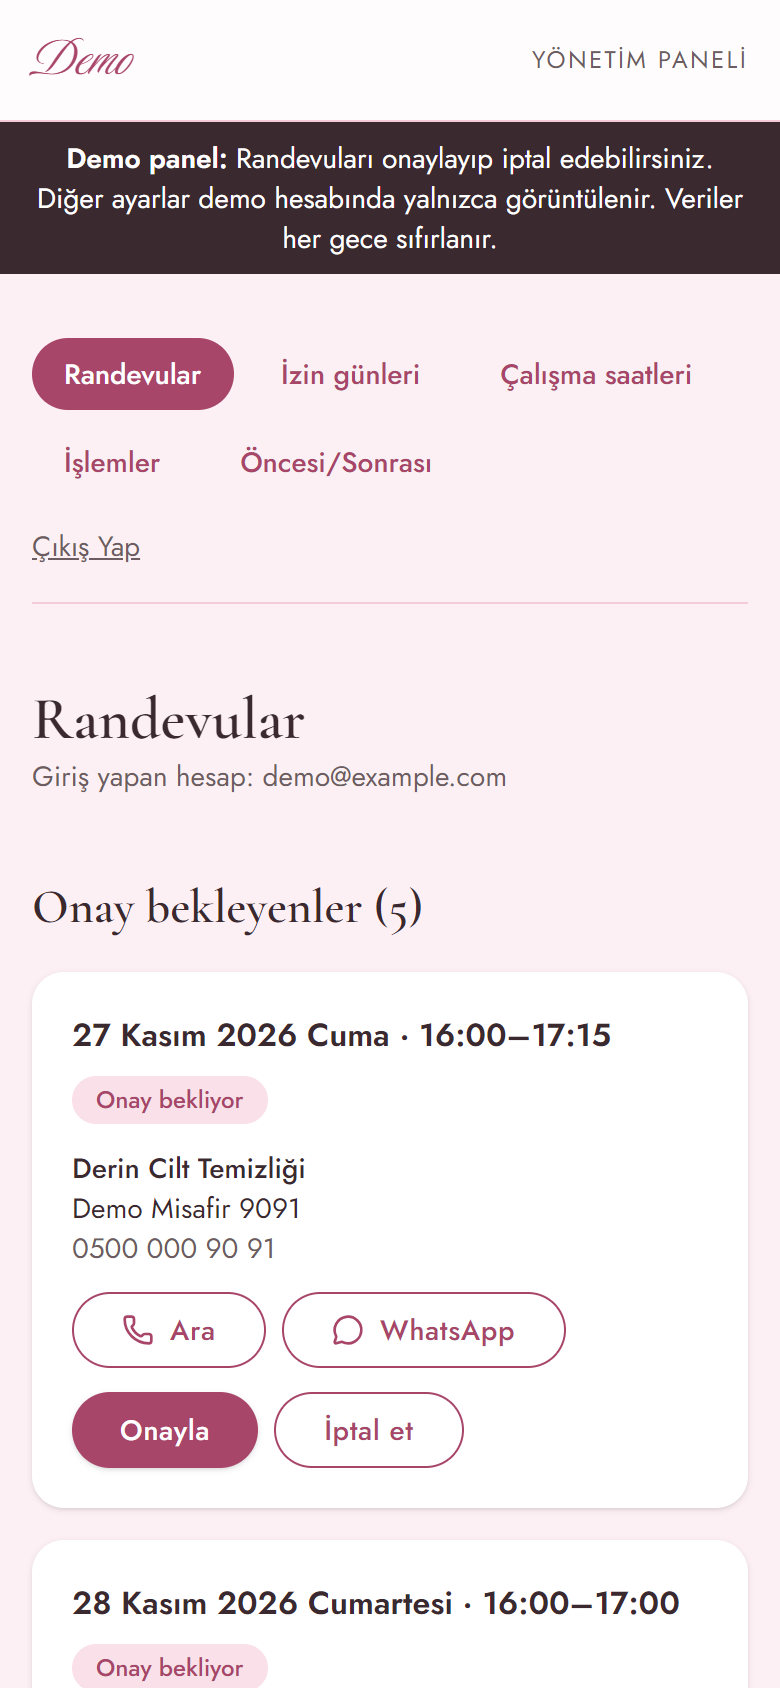 Demo
YÖNETİM PANELİ
Demo panel: Randevuları onaylayıp iptal edebilirsiniz.
Diğer ayarlar demo hesabında yalnızca görüntülenir. Veriler
her gece sıfırlanır.
Randevular
İzin günleri
Çalışma saatleri
İşlemler
Öncesi/Sonrası
Çıkış Yap
Randevular
Giriş yapan hesap: demo@example.com
Onay bekleyenler (5)
27 Kasım 2026 Cuma · 16:00–17:15
Onay bekliyor
Derin Cilt Temizliği
Demo Misafir 9091
0500 000 90 91
Ara
WhatsApp
Onayla
İptal et
28 Kasım 2026 Cumartesi · 16:00–17:00
Onay bekliyor